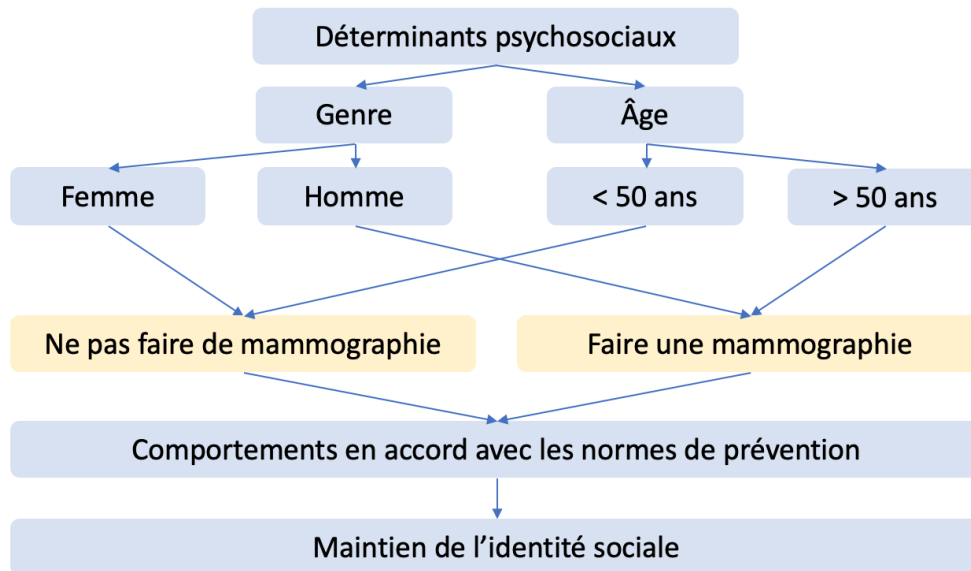 Déterminants psychosociaux
Genre
Âge
Femme
Homme
< 50 ans
> 50 ans
Ne pas faire de mammographie
Faire une mammographie
Comportements en accord avec les normes de prévention
Maintien de l’identité sociale